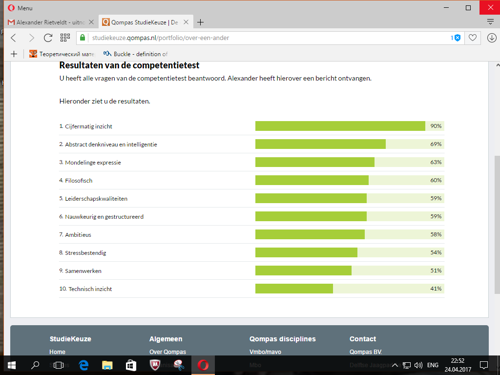 Menu
Alexander Rietveldt - uitn
Qompas StudieKeuze | De
studiekeuze.qompas.nl/portfolio/over-een-ander
Теоретический мате
Buckle – definition of
Resultaten van de competentietest
U heeft alle vragen van de competentietest beantwoord. Alexander heeft hierover een bericht ontvangen.
Hieronder ziet u de resultaten.
1. Cijfermatig inzicht 90%
2. Abstract denkniveau en intelligentie 69%
3. Mondelinge expressie 63%
4. Filosofisch 60%
5. Leiderschapskwaliteiten 59%
6. Nauwkeurig en gestructureerd 59%
7. Ambitieus 58%
8. Stressbestendig 54%
9. Samenwerken 51%
10. Technisch inzicht 41%
StudieKeuze Algemeen Qompas disciplines Contact
Home Over Qompas Vmbo/mavo Qompas BV.
ENG 22:52
24.04.2017